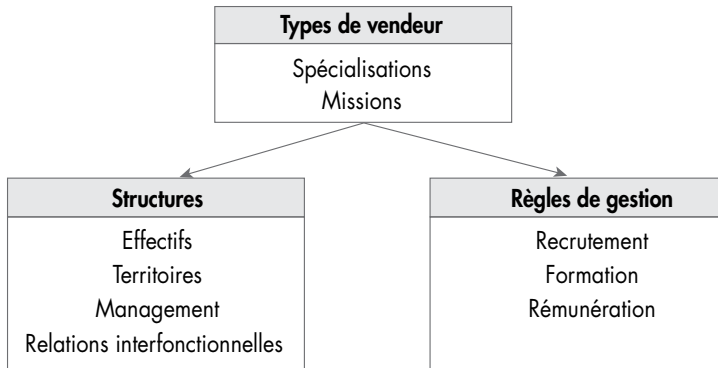 Types de vendeur
Spécialisations
Missions
Structures
Effectifs
Territoires
Management
Relations interfonctionnelles
Règles de gestion
Recrutement
Formation
Rémunération